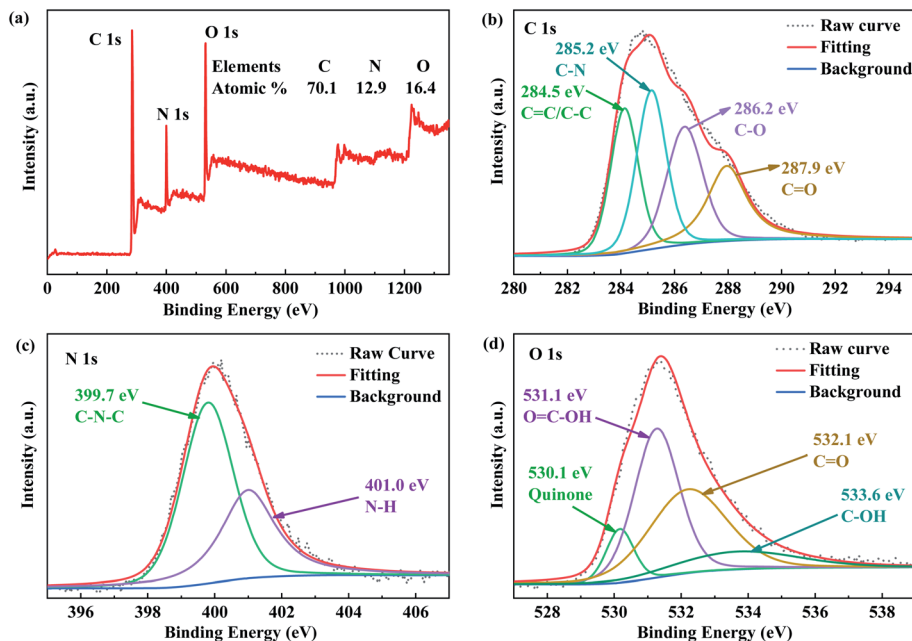 (a)
C 1s
O 1s
N 1s
Elements C N O
Atomic % 70.1 12.9 16.4
Intensity (a.u.)
0 200 400 600 800 1000 1200
Binding Energy (eV)
(b)
C 1s
Raw curve
Fitting
Background
285.2 eV
C-N
284.5 eV
C=C/C-C
286.2 eV
C-O
287.9 eV
C=O
Intensity (a.u.)
280 282 284 286 288 290 292 294
Binding Energy (eV)
(c)
N 1s
Raw Curve
Fitting
Background
399.7 eV
C-N-C
401.0 eV
N-H
Intensity (a.u.)
396 398 400 402 404 406
Binding Energy (eV)
(d)
O 1s
Raw curve
Fitting
Background
531.1 eV
O=C-OH
532.1 eV
C=O
530.1 eV
Quinone
533.6 eV
C-OH
Intensity (a.u.)
528 530 532 534 536 538
Binding Energy (eV)